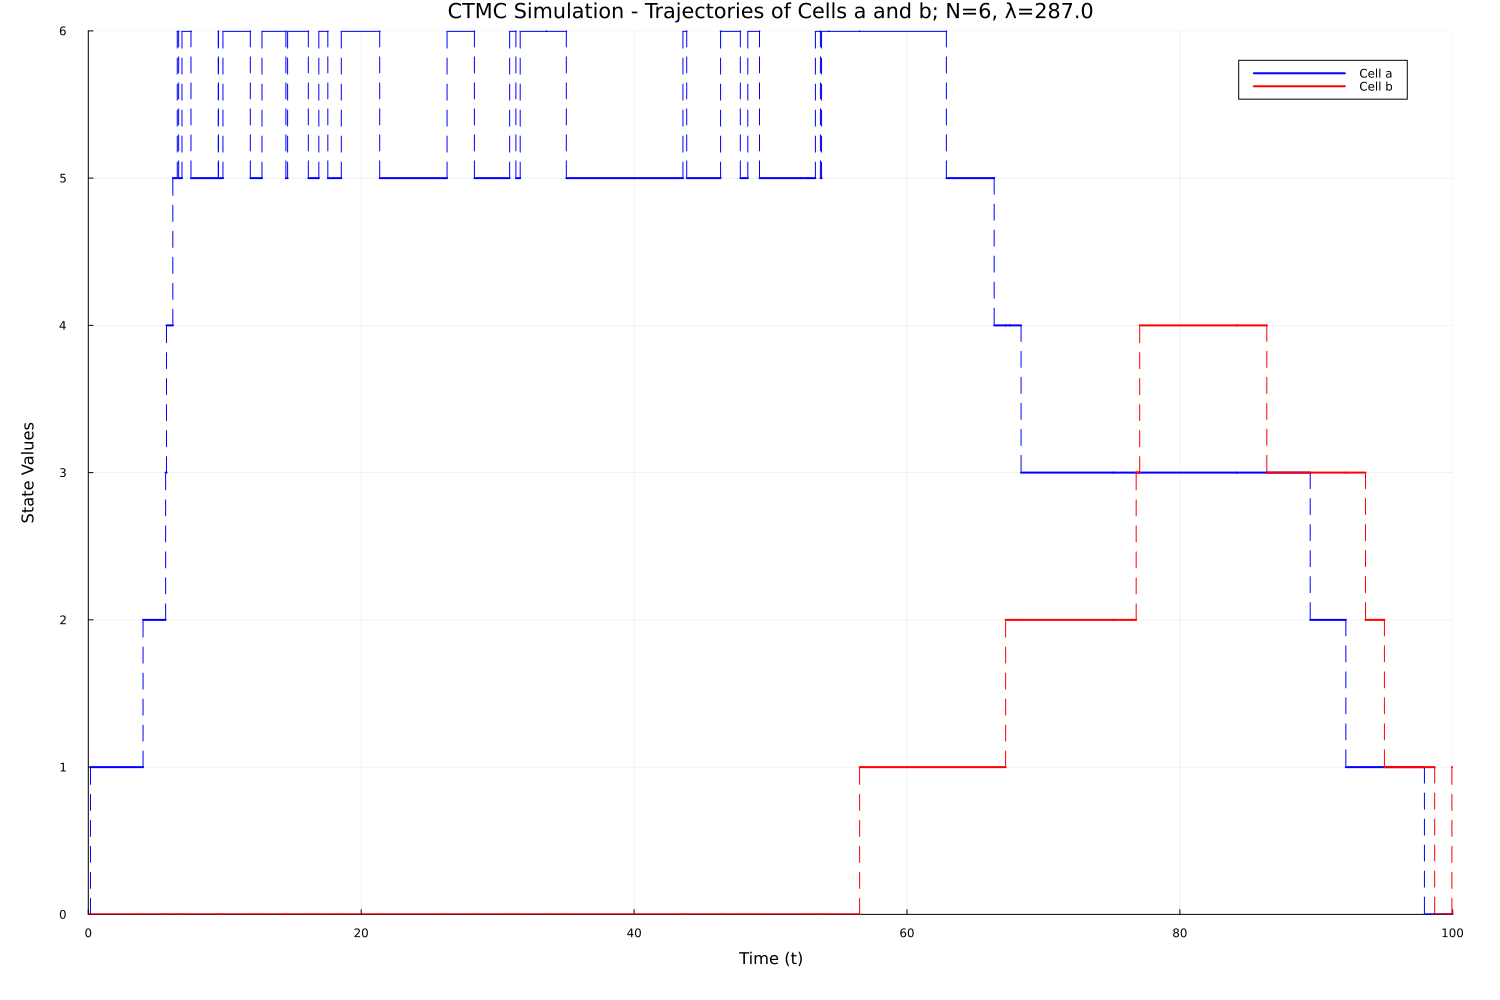 CTMC Simulation - Trajectories of Cells a and b; N=6, λ=287.0
6
Cell a
Cell b
5
4
State Values
3
2
1
0
0 20 40 60 80 100
Time (t)